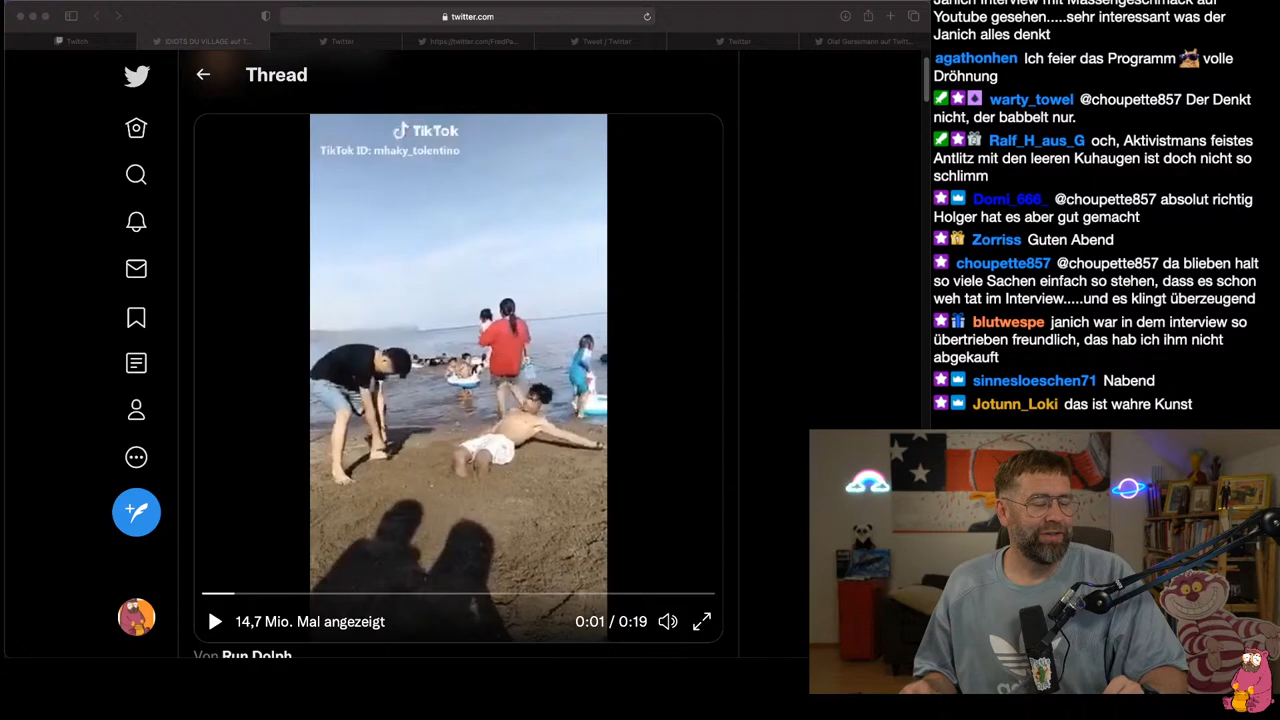 twitter.com
Twitch
IDIOTS DU VILLAGE auf T...
Twitter
https://twitter.com/FredPa...
Tweet / Twitter
Twitter
Olaf Gersemann auf Twitt...
Thread
TikTok
TikTok ID: mhaky_tolentino
14,7 Mio. Mal angezeigt
0:01 / 0:19
Von Run Dolph
Janich Interview mit Massengeschmack auf
Youtube gesehen.....sehr interessant was der
Janich alles denkt
agathonhen Ich feier das Programm volle
Dröhnung
warty_towel @choupette857 Der Denkt
nicht, der babbelt nur.
Ralf_H_aus_G och, Aktivistmans feistes
Antlitz mit den leeren Kuhaugen ist doch nicht so
schlimm
Domi_666_ @choupette857 absolut richtig
Holger hat es aber gut gemacht
Zorriss Guten Abend
choupette857 @choupette857 da blieben halt
so viele Sachen einfach so stehen, dass es schon
weh tat im Interview.....und es klingt überzeugend
blutwespe janich war in dem interview so
übertrieben freundlich, das hab ich ihm nicht
abgekauft
sinnesloeschen71 Nabend
Jotunn_Loki das ist wahre Kunst